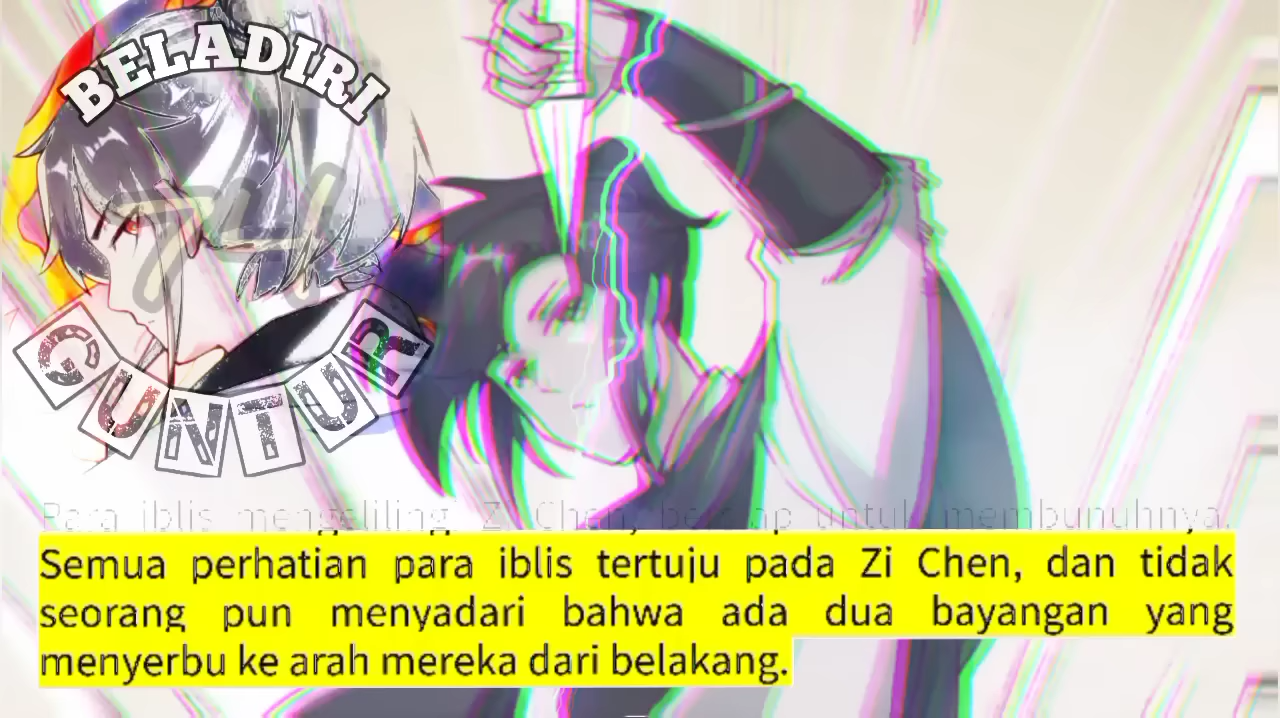 BELADIRI
GUNTUR
Para iblis mengelilingi Zi Chen, bersiap untuk membunuhnya.
Semua perhatian para iblis tertuju pada Zi Chen, dan tidak
seorang pun menyadari bahwa ada dua bayangan yang
menyerbu ke arah mereka dari belakang.